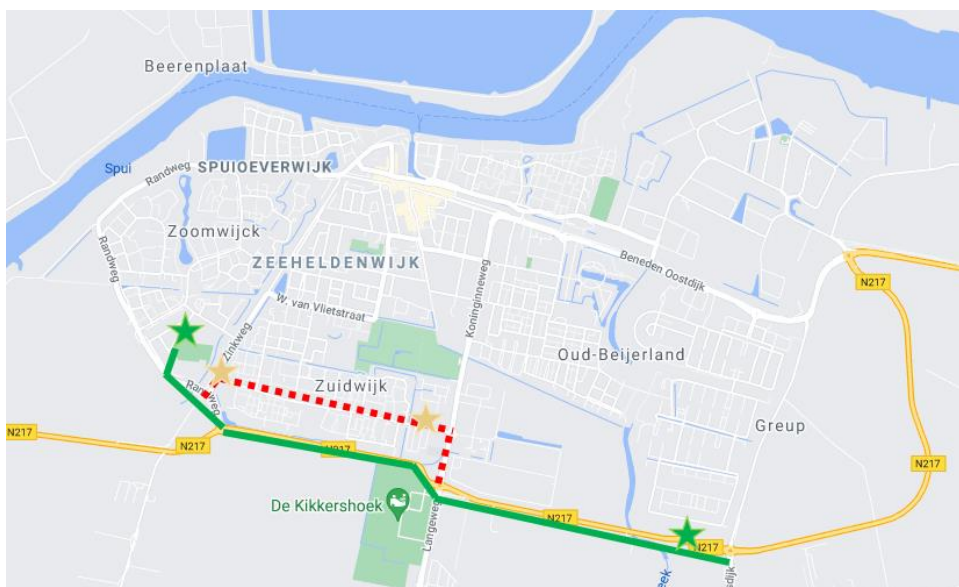 Beerenplaat
Spui
Randweg
SPUIOEVERWIJK
Zoomwijck
Randweg
ZEEHELDENWIJK
Beneden Oostdijk
N217
N217
W. van Vlietstraat
Koninginneweg
Zinkweg
Oud-Beijerland
Zuidwijk
Randweg
Greup
N217
N217
N217
N217
De Kikkershoek
Langeweg
N217
N217